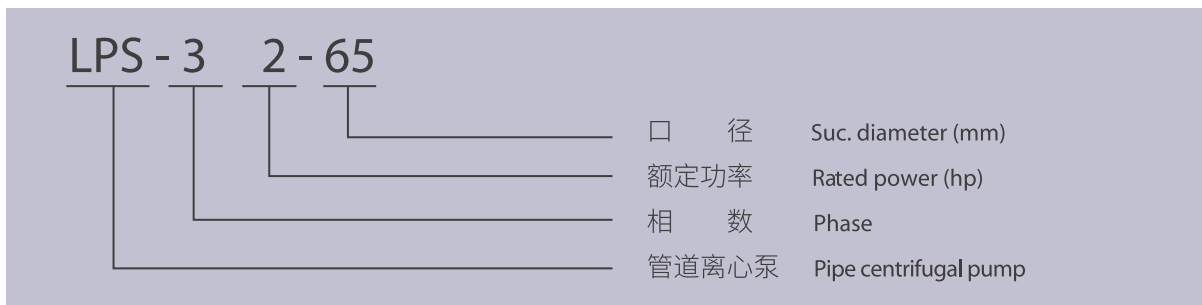 LPS - 3 2 - 65
口 径 Suc. diameter (mm)
额定功率 Rated power (hp)
相 数 Phase
管道离心泵 Pipe centrifugal pump